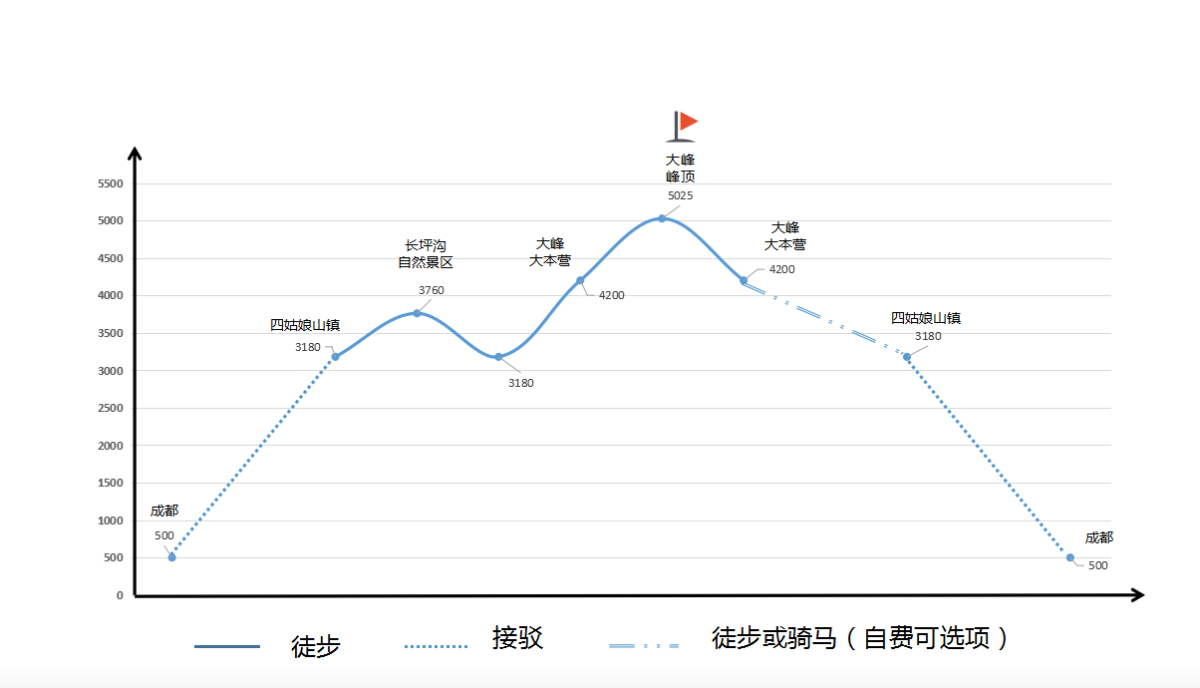 大峰
峰顶
5025
5500
5000
4500
4000
3500
3000
2500
2000
1500
1000
500
0
成都
500
四姑娘山镇
3180
长坪沟
自然景区
3760
3180
大峰
大本营
4200
大峰
大本营
4200
四姑娘山镇
3180
成都
500
徒步
接驳
徒步或骑马（自费可选项）